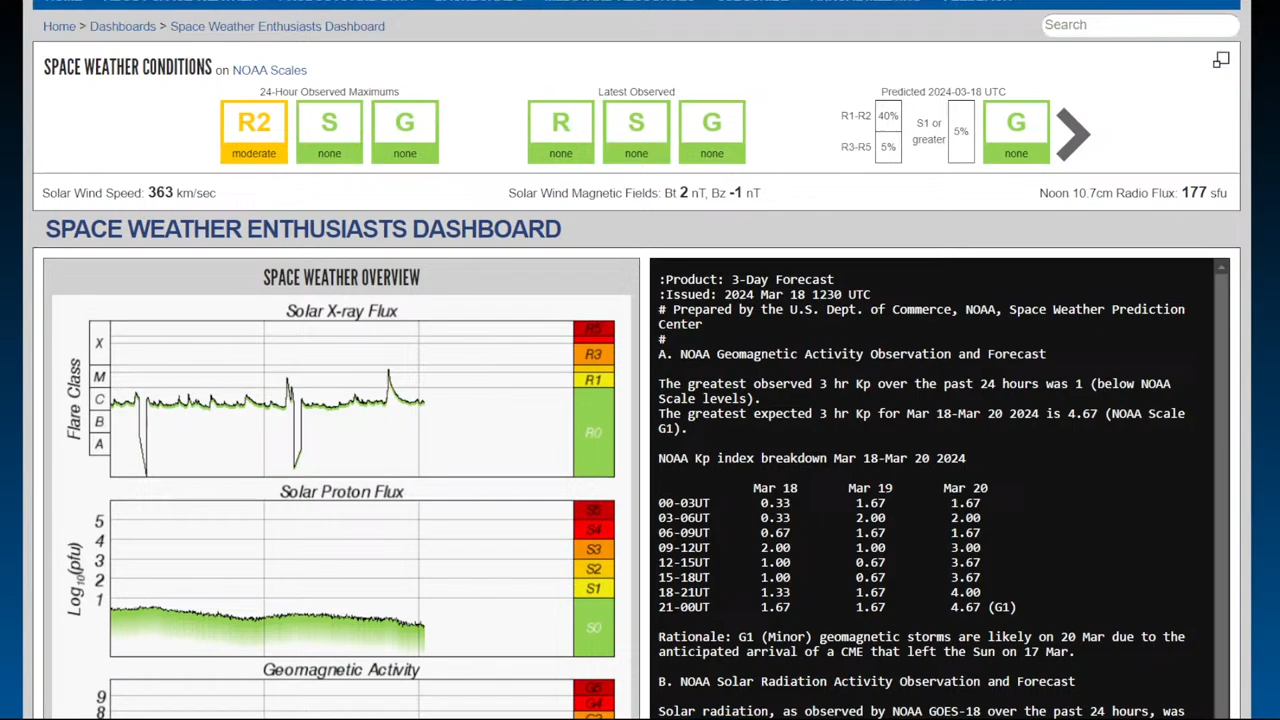 Home > Dashboards > Space Weather Enthusiasts Dashboard
Search
SPACE WEATHER CONDITIONS on NOAA Scales
24-Hour Observed Maximums
R2 moderate
S none
G none
Latest Observed
R none
S none
G none
Predicted 2024-03-18 UTC
R1-R2 40%
R3-R5 5%
S1 or greater 5%
G none
Solar Wind Speed: 363 km/sec
Solar Wind Magnetic Fields: Bt 2 nT, Bz -1 nT
Noon 10.7cm Radio Flux: 177 sfu
SPACE WEATHER ENTHUSIASTS DASHBOARD
SPACE WEATHER OVERVIEW
Solar X-ray Flux
Flare Class
X
M
C
B
A
R5
R3
R1
R0
Solar Proton Flux
Log10(pfu)
5
4
3
2
1
S5
S4
S3
S2
S1
S0
Geomagnetic Activity
9
8
G5
G4
:Product: 3-Day Forecast
:Issued: 2024 Mar 18 1230 UTC
# Prepared by the U.S. Dept. of Commerce, NOAA, Space Weather Prediction
Center
#
A. NOAA Geomagnetic Activity Observation and Forecast
The greatest observed 3 hr Kp over the past 24 hours was 1 (below NOAA
Scale levels).
The greatest expected 3 hr Kp for Mar 18-Mar 20 2024 is 4.67 (NOAA Scale
G1).
NOAA Kp index breakdown Mar 18-Mar 20 2024
Mar 18 Mar 19 Mar 20
00-03UT 0.33 1.67 1.67
03-06UT 0.33 2.00 2.00
06-09UT 0.67 1.67 1.67
09-12UT 2.00 1.00 3.00
12-15UT 1.00 0.67 3.67
15-18UT 1.00 0.67 3.67
18-21UT 1.33 1.67 4.00
21-00UT 1.67 1.67 4.67 (G1)
Rationale: G1 (Minor) geomagnetic storms are likely on 20 Mar due to the
anticipated arrival of a CME that left the Sun on 17 Mar.
B. NOAA Solar Radiation Activity Observation and Forecast
Solar radiation, as observed by NOAA GOES-18 over the past 24 hours, was